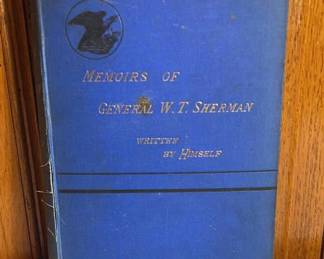 MEMOIRS OF
GENERAL W. T. SHERMAN
WRITTEN
BY HIMSELF